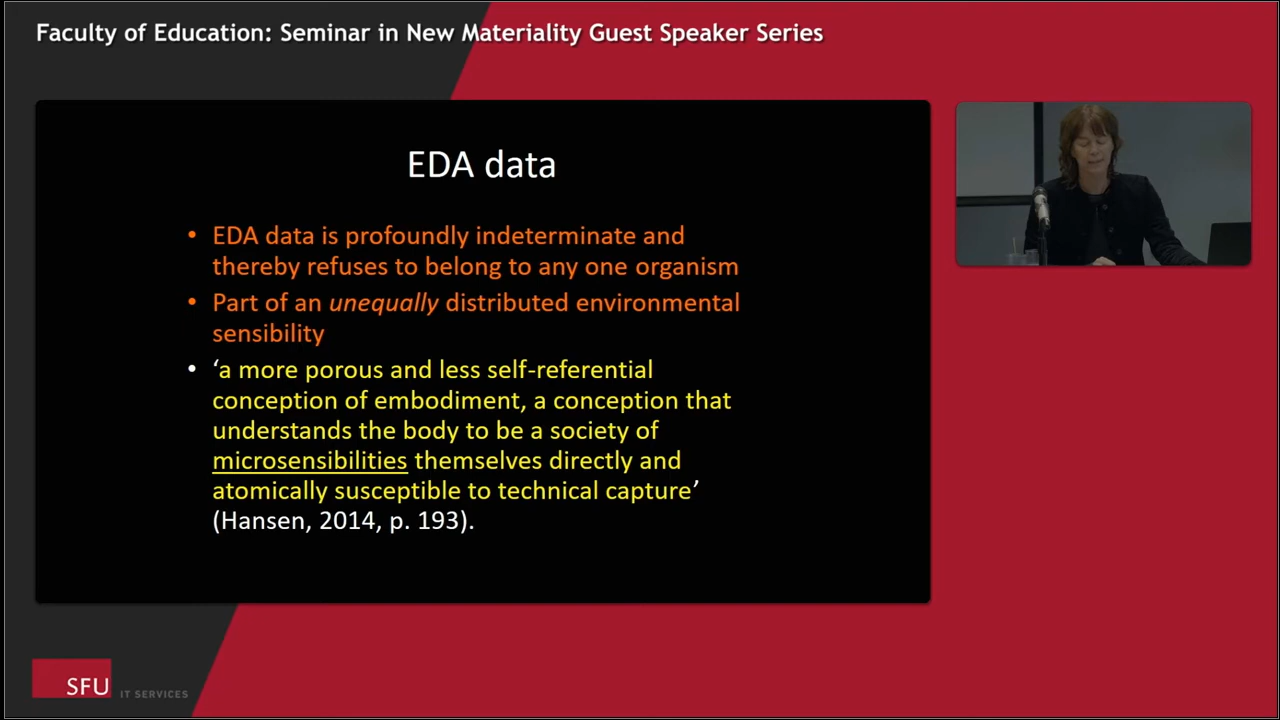 Faculty of Education: Seminar in New Materiality Guest Speaker Series
EDA data
• EDA data is profoundly indeterminate and
thereby refuses to belong to any one organism
• Part of an unequally distributed environmental
sensibility
• ‘a more porous and less self-referential
conception of embodiment, a conception that
understands the body to be a society of
microsensibilities themselves directly and
atomically susceptible to technical capture’
(Hansen, 2014, p. 193).
SFU IT SERVICES